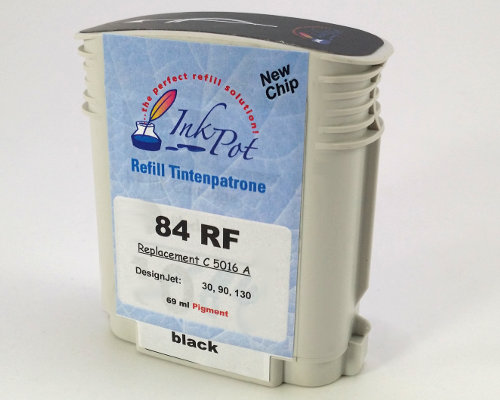 ...the perfect refill solution!
New
Chip
InkPot
Refill Tintenpatrone
84 RF
Replacement C 5016 A
DesignJet: 30, 90, 130
69 ml Pigment
black